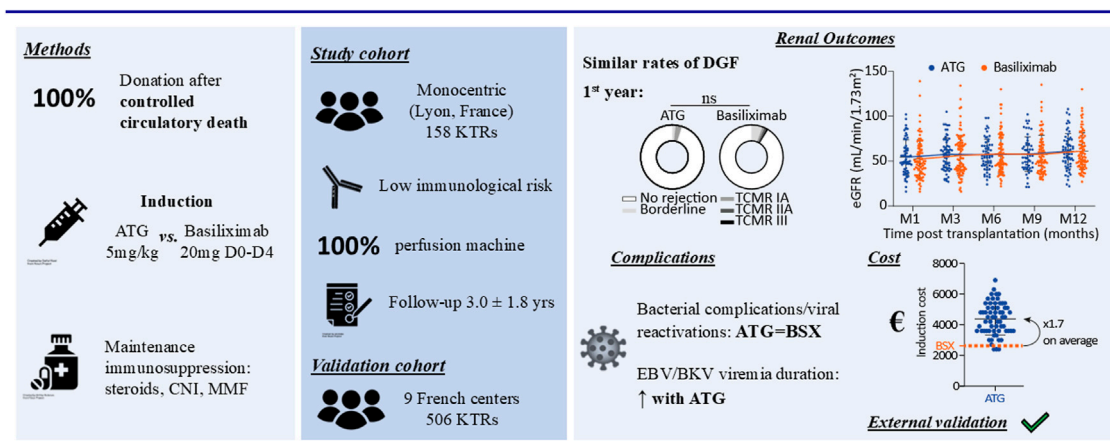 Methods
100%
Donation after
controlled
circulatory death
Induction
ATG vs. Basiliximab
5mg/kg 20mg D0-D4
Maintenance
immunosuppression:
steroids, CNI, MMF
Study cohort
Monocentric
(Lyon, France)
158 KTRs
Low immunological risk
100% perfusion machine
Follow-up 3.0 ± 1.8 yrs
Validation cohort
9 French centers
506 KTRs
Renal Outcomes
Similar rates of DGF
1st year:
ns
ATG Basiliximab
No rejection
Borderline
TCMR IA
TCMR IIA
TCMR III
ATG Basiliximab
eGFR (mL/min/1.73m²)
150
100
50
0
M1 M3 M6 M9 M12
Time post transplantation (months)
Complications
Bacterial complications/viral
reactivations: ATG=BSX
EBV/BKV viremia duration:
↑ with ATG
Cost
€
Induction cost
8000
6000
4000
2000
0
BSX
x1.7
on average
ATG
External validation